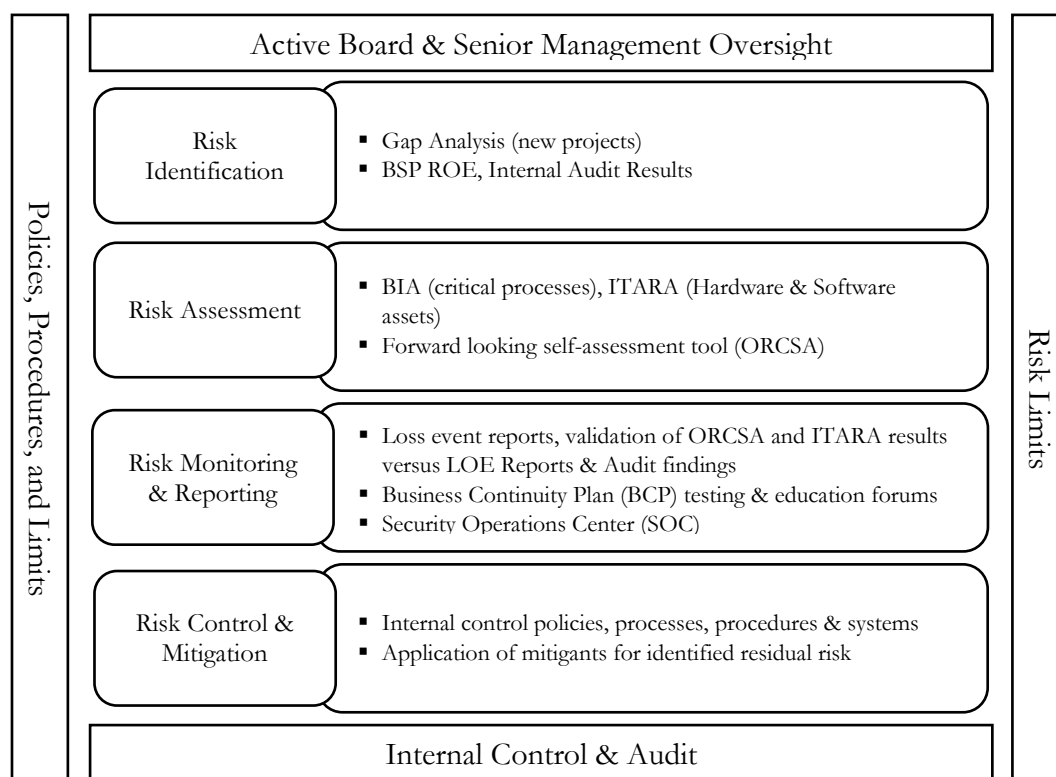 Active Board & Senior Management Oversight
Policies, Procedures, and Limits
Risk
Identification
▪ Gap Analysis (new projects)
▪ BSP ROE, Internal Audit Results
Risk Assessment
▪ BIA (critical processes), ITARA (Hardware & Software
assets)
▪ Forward looking self-assessment tool (ORCSA)
Risk Monitoring
& Reporting
▪ Loss event reports, validation of ORCSA and ITARA results
versus LOE Reports & Audit findings
▪ Business Continuity Plan (BCP) testing & education forums
▪ Security Operations Center (SOC)
Risk Control &
Mitigation
▪ Internal control policies, processes, procedures & systems
▪ Application of mitigants for identified residual risk
Risk Limits
Internal Control & Audit